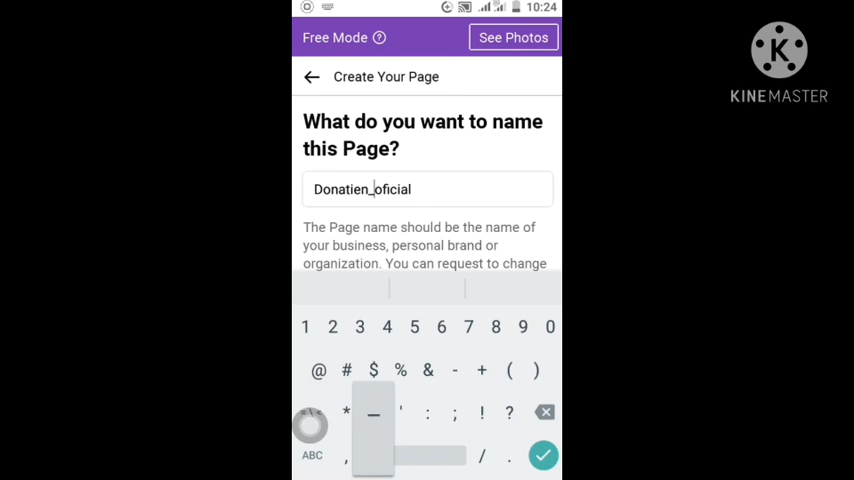 10:24
Free Mode
See Photos
Create Your Page
What do you want to name
this Page?
Donatien_oficial
The Page name should be the name of
your business, personal brand or
organization. You can request to change
1 2 3 4 5 6 7 8 9 0
@ # $ % & - + ( )
=\< * _ ' : ; ! ?
ABC , / .
KINEMASTER